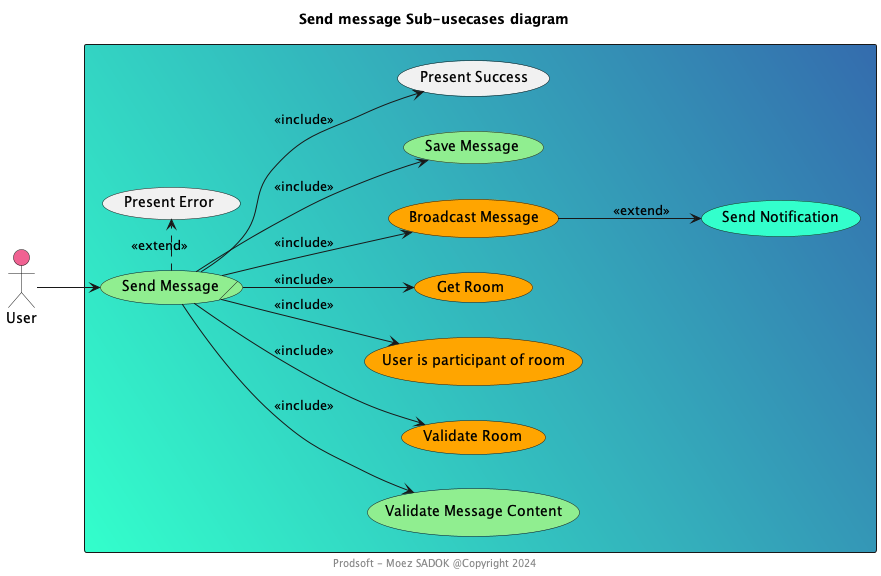 Send message Sub-usecases diagram
Present Success
«include»
Save Message
«include»
Present Error
Broadcast Message
«extend»
Send Notification
«include»
«extend»
User
Send Message
«include»
Get Room
«include»
User is participant of room
«include»
Validate Room
«include»
Validate Message Content
Prodsoft - Moez SADOK @Copyright 2024